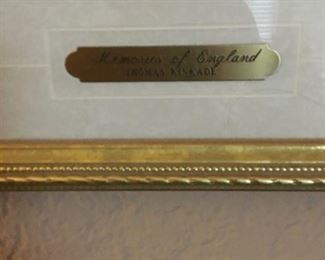 Memories of England
THOMAS KINKADE